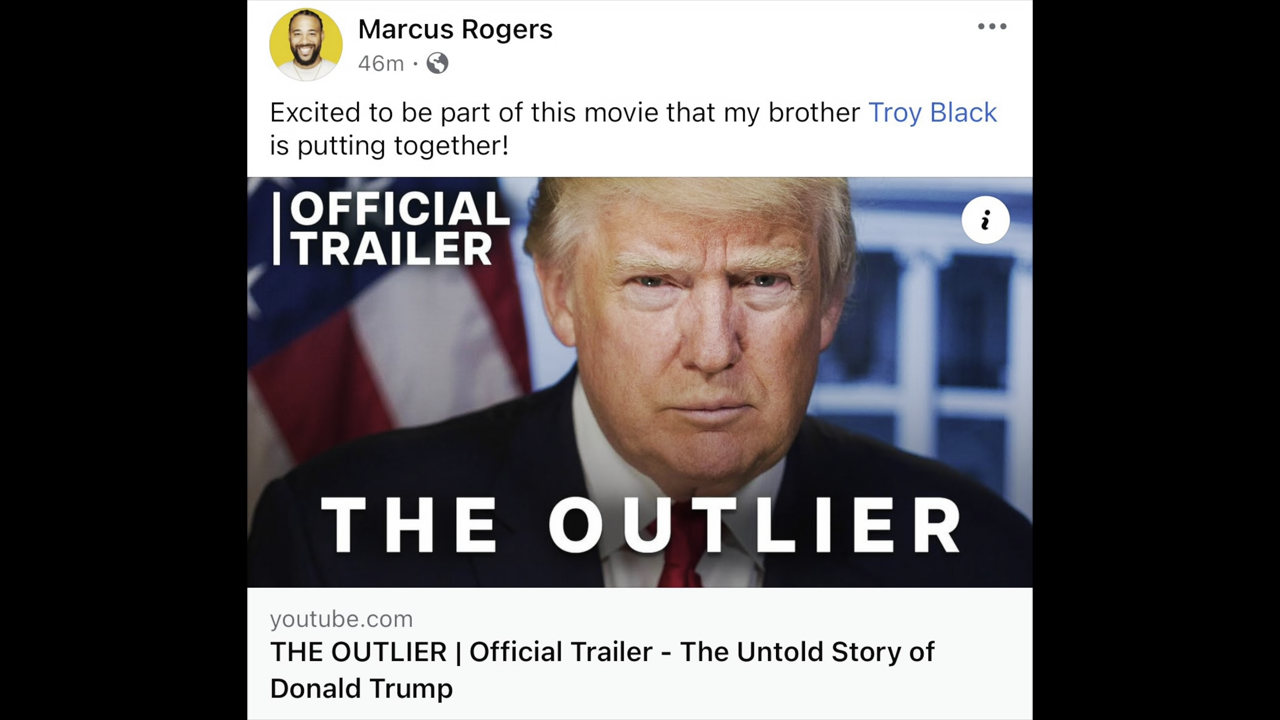 Marcus Rogers
46m ·
Excited to be part of this movie that my brother Troy Black
is putting together!
OFFICIAL
TRAILER
i
THE OUTLIER
youtube.com
THE OUTLIER | Official Trailer - The Untold Story of
Donald Trump